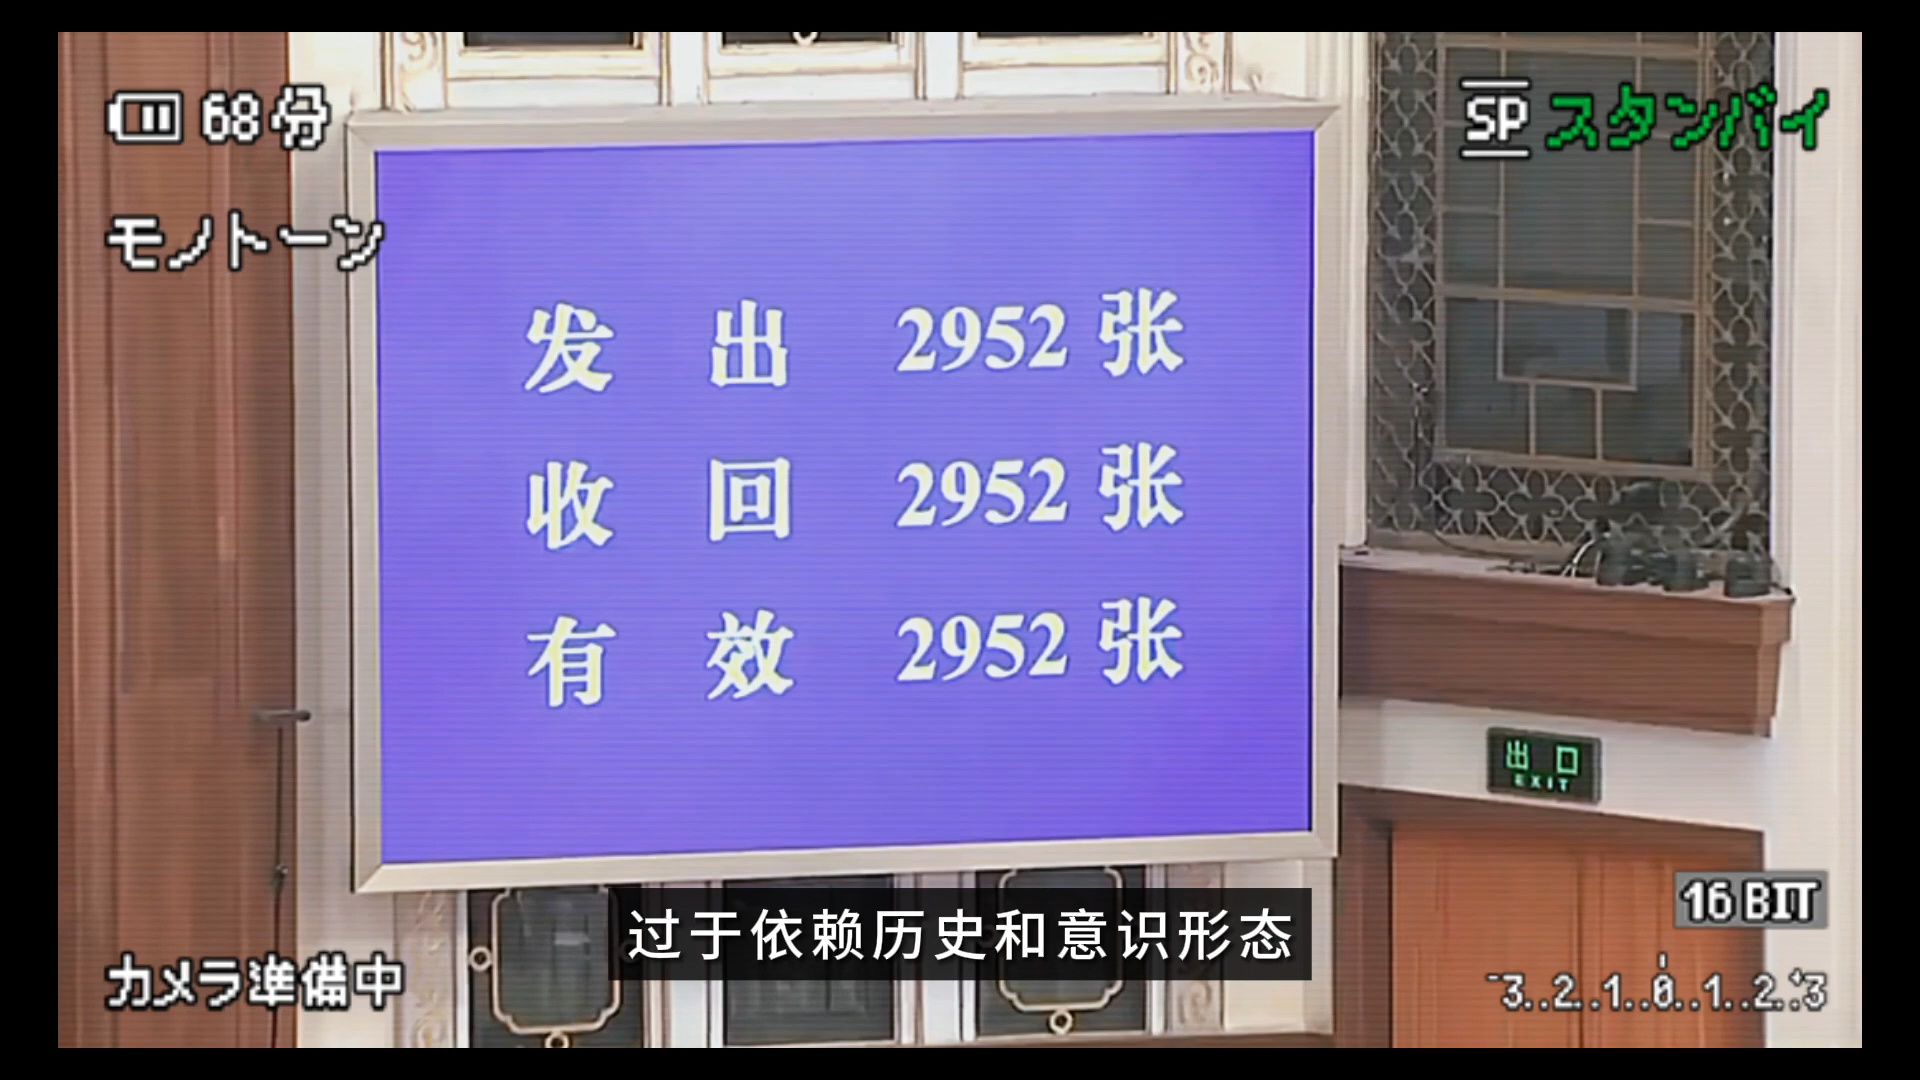 68分
SP スタンバイ
モノトーン
发出 2952 张
收回 2952 张
有效 2952 张
出口
EXIT
16 BIT
过于依赖历史和意识形态
カメラ準備中
-3..2..1..0..1..2..+3